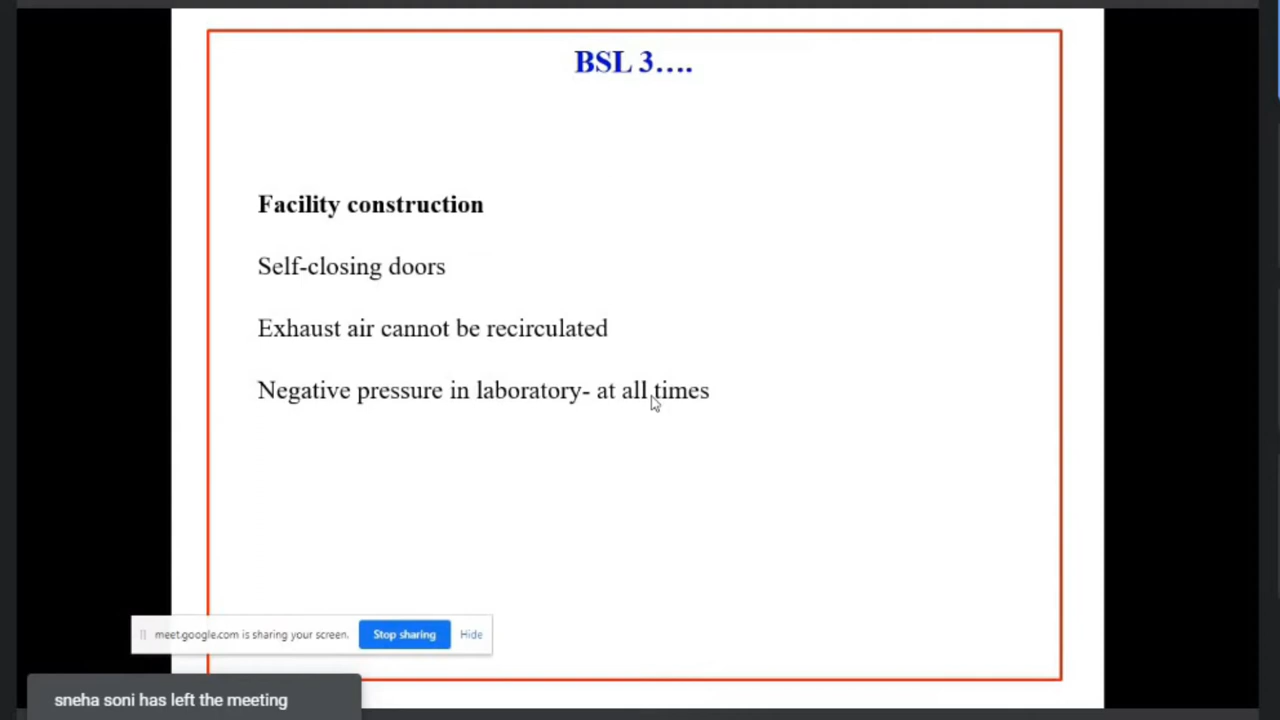 BSL 3....
Facility construction
Self-closing doors
Exhaust air cannot be recirculated
Negative pressure in laboratory- at all times
meet.google.com is sharing your screen. Stop sharing Hide
sneha soni has left the meeting